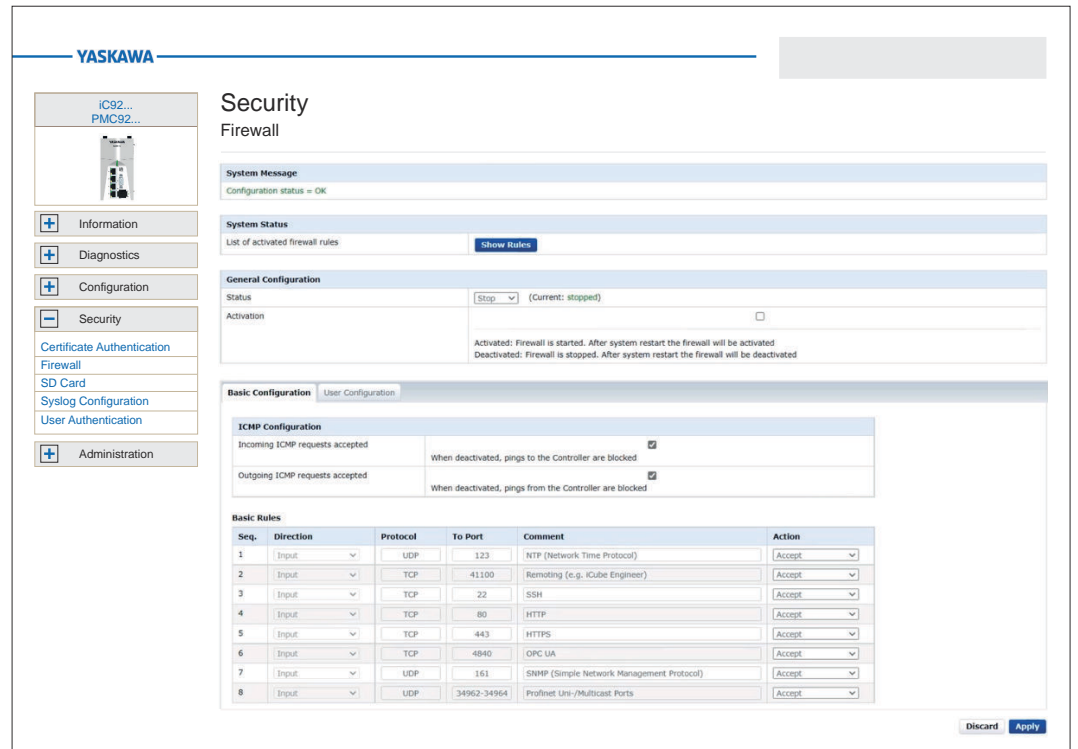 YASKAWA
iC92...
PMC92...
Information
Diagnostics
Configuration
Security
Certificate Authentication
Firewall
SD Card
Syslog Configuration
User Authentication
Administration
Security
Firewall
System Message
Configuration status = OK
System Status
List of activated firewall rules Show Rules
General Configuration
Status Stop (Current: stopped)
Activation
Activated: Firewall is started. After system restart the firewall will be activated
Deactivated: Firewall is stopped. After system restart the firewall will be deactivated
Basic Configuration User Configuration
ICMP Configuration
Incoming ICMP requests accepted
When deactivated, pings to the Controller are blocked
Outgoing ICMP requests accepted
When deactivated, pings from the Controller are blocked
Basic Rules
Seq. Direction Protocol To Port Comment Action
1 Input UDP 123 NTP (Network Time Protocol) Accept
2 Input TCP 41100 Remoting (e.g. iCube Engineer) Accept
3 Input TCP 22 SSH Accept
4 Input TCP 80 HTTP Accept
5 Input TCP 443 HTTPS Accept
6 Input TCP 4840 OPC UA Accept
7 Input UDP 161 SNMP (Simple Network Management Protocol) Accept
8 Input UDP 34962-34964 Profinet Uni-/Multicast Ports Accept
Discard Apply